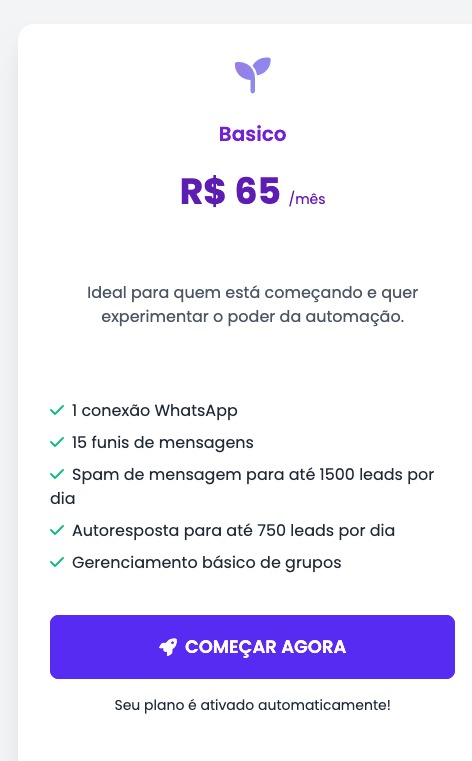 Basico
R$ 65 /mês
Ideal para quem está começando e quer
experimentar o poder da automação.
1 conexão WhatsApp
15 funis de mensagens
Spam de mensagem para até 1500 leads por
dia
Autoresposta para até 750 leads por dia
Gerenciamento básico de grupos
COMEÇAR AGORA
Seu plano é ativado automaticamente!